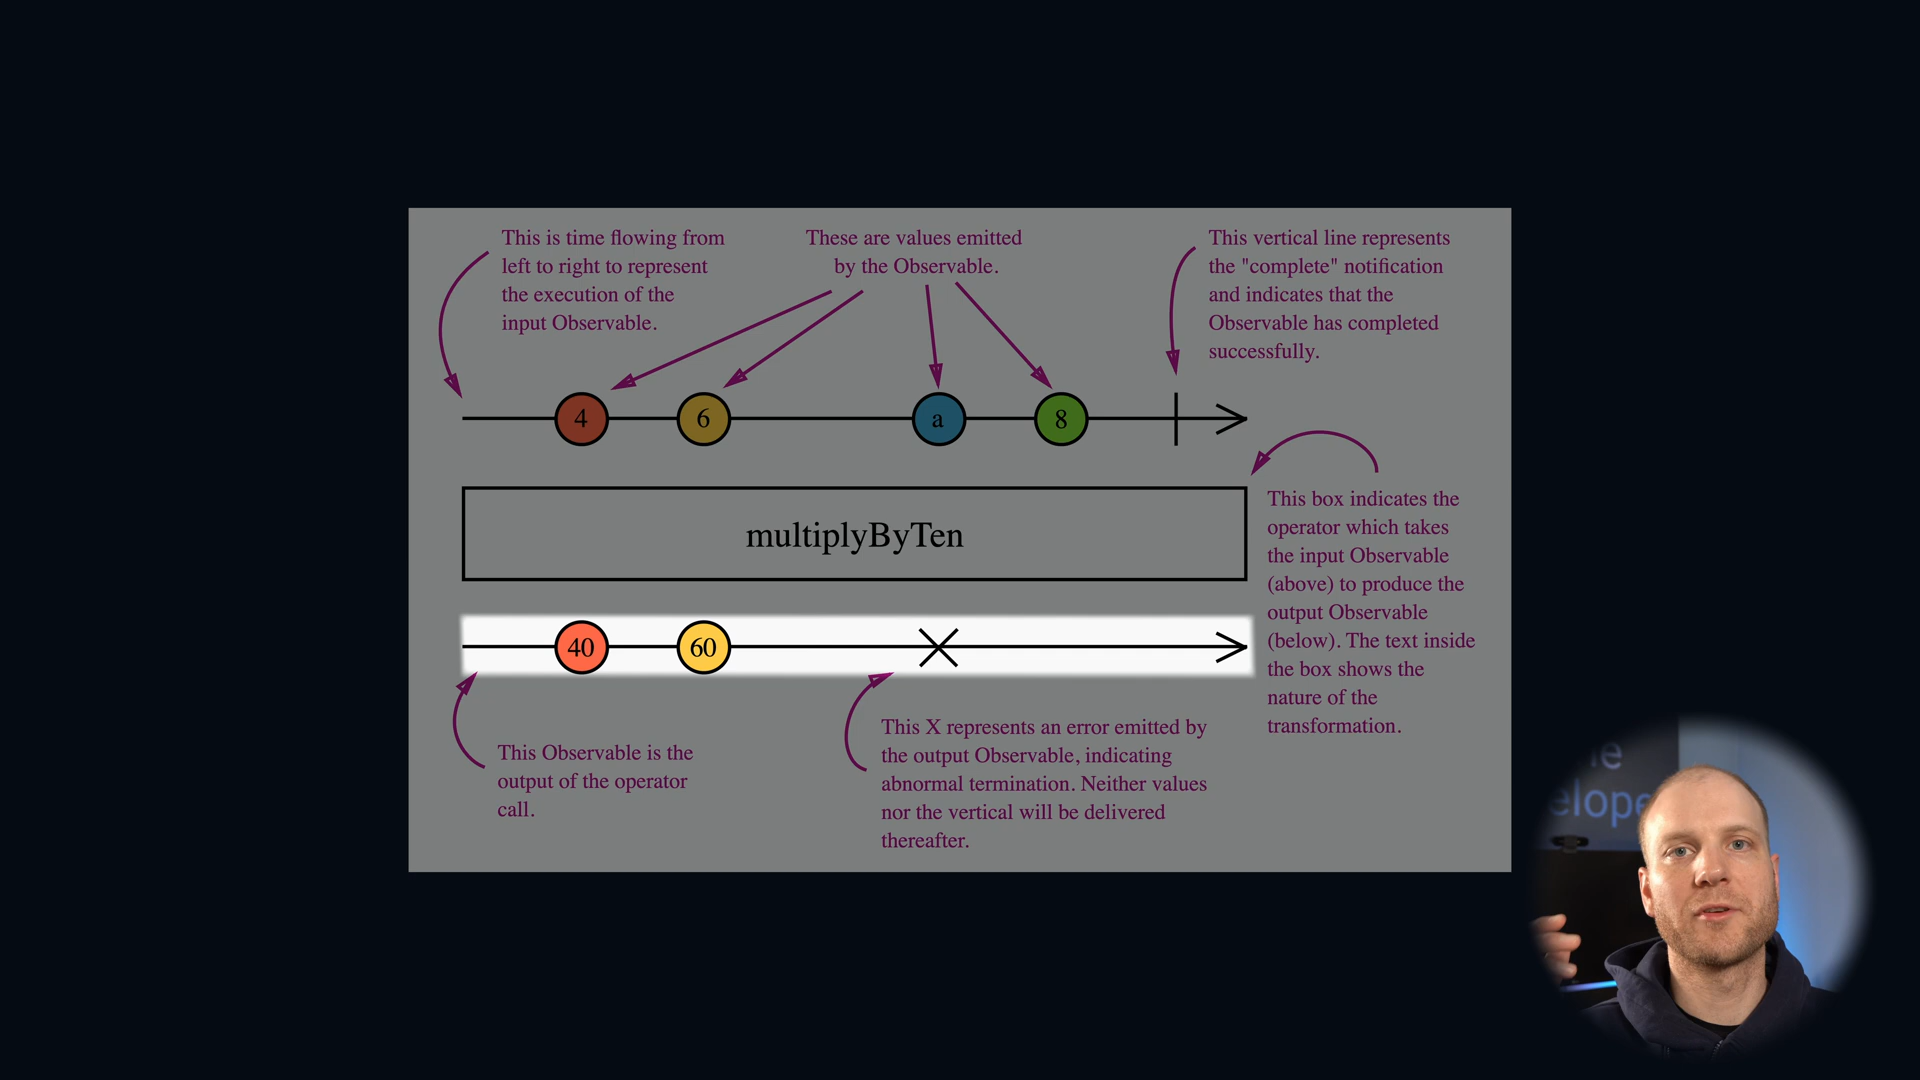 This is time flowing from
left to right to represent
the execution of the
input Observable.
These are values emitted
by the Observable.
This vertical line represents
the "complete" notification
and indicates that the
Observable has completed
successfully.
4
6
a
8
multiplyByTen
This box indicates the
operator which takes
the input Observable
(above) to produce the
output Observable
(below). The text inside
the box shows the
nature of the
transformation.
40
60
This Observable is the
output of the operator
call.
This X represents an error emitted by
the output Observable, indicating
abnormal termination. Neither values
nor the vertical will be delivered
thereafter.